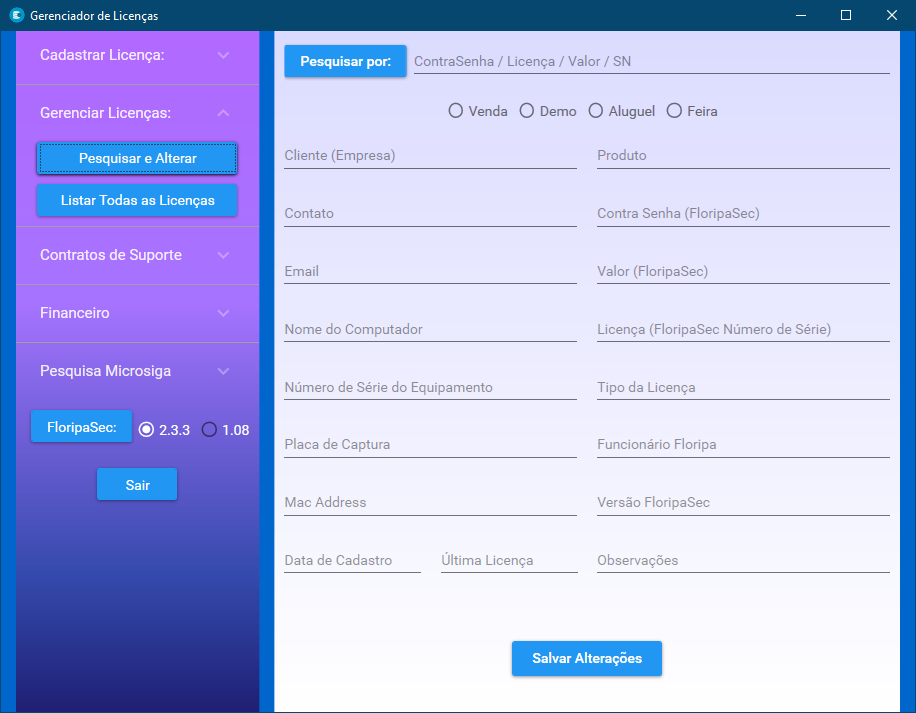 Gerenciador de Licenças
Cadastrar Licença:
Gerenciar Licenças:
Pesquisar e Alterar
Listar Todas as Licenças
Contratos de Suporte
Financeiro
Pesquisa Microsiga
FloripaSec: 2.3.3 1.08
Sair
Pesquisar por: ContraSenha / Licença / Valor / SN
Venda Demo Aluguel Feira
Cliente (Empresa) Produto
Contato Contra Senha (FloripaSec)
Email Valor (FloripaSec)
Nome do Computador Licença (FloripaSec Número de Série)
Número de Série do Equipamento Tipo da Licença
Placa de Captura Funcionário Floripa
Mac Address Versão FloripaSec
Data de Cadastro Última Licença Observações
Salvar Alterações